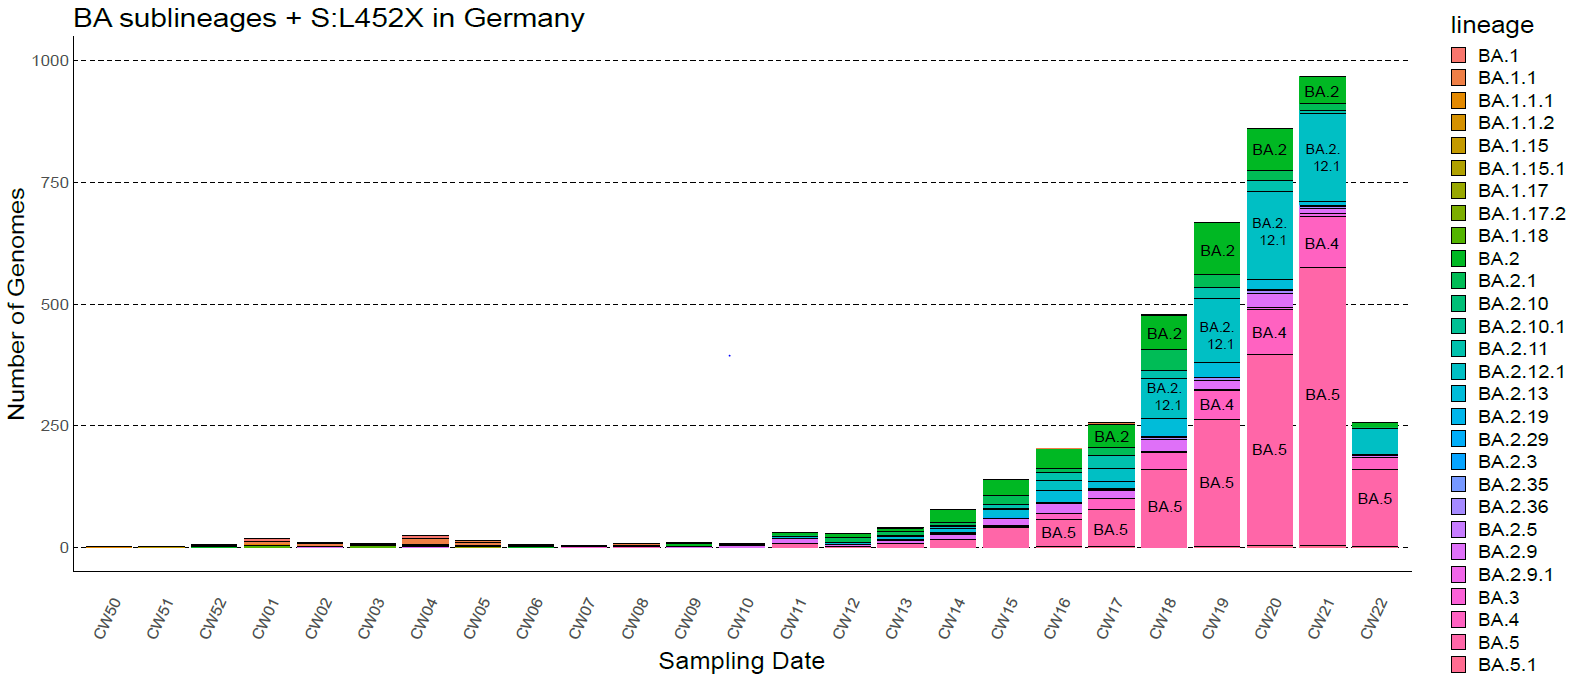 BA sublineages + S:L452X in Germany
Number of Genomes
1000
750
500
250
0
BA.5
BA.2
BA.5
BA.2
BA.2.
12.1
BA.5
BA.2
BA.2.
12.1
BA.4
BA.5
BA.2
BA.2.
12.1
BA.4
BA.5
BA.2
BA.2.
12.1
BA.4
BA.5
BA.5
CW50
CW51
CW52
CW01
CW02
CW03
CW04
CW05
CW06
CW07
CW08
CW09
CW10
CW11
CW12
CW13
CW14
CW15
CW16
CW17
CW18
CW19
CW20
CW21
CW22
Sampling Date
lineage
BA.1
BA.1.1
BA.1.1.1
BA.1.1.2
BA.1.15
BA.1.15.1
BA.1.17
BA.1.17.2
BA.1.18
BA.2
BA.2.1
BA.2.10
BA.2.10.1
BA.2.11
BA.2.12.1
BA.2.13
BA.2.19
BA.2.29
BA.2.3
BA.2.35
BA.2.36
BA.2.5
BA.2.9
BA.2.9.1
BA.3
BA.4
BA.5
BA.5.1